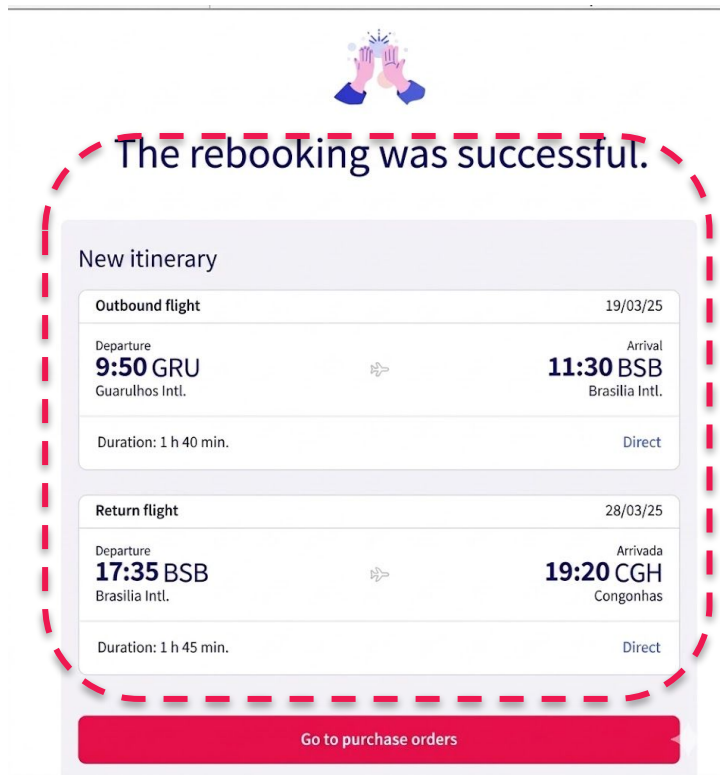 The rebooking was successful.
New itinerary
Outbound flight 19/03/25
Departure Arrival
9:50 GRU 11:30 BSB
Guarulhos Intl. Brasilia Intl.
Duration: 1 h 40 min. Direct
Return flight 28/03/25
Departure Arrivada
17:35 BSB 19:20 CGH
Brasilia Intl. Congonhas
Duration: 1 h 45 min. Direct
Go to purchase orders